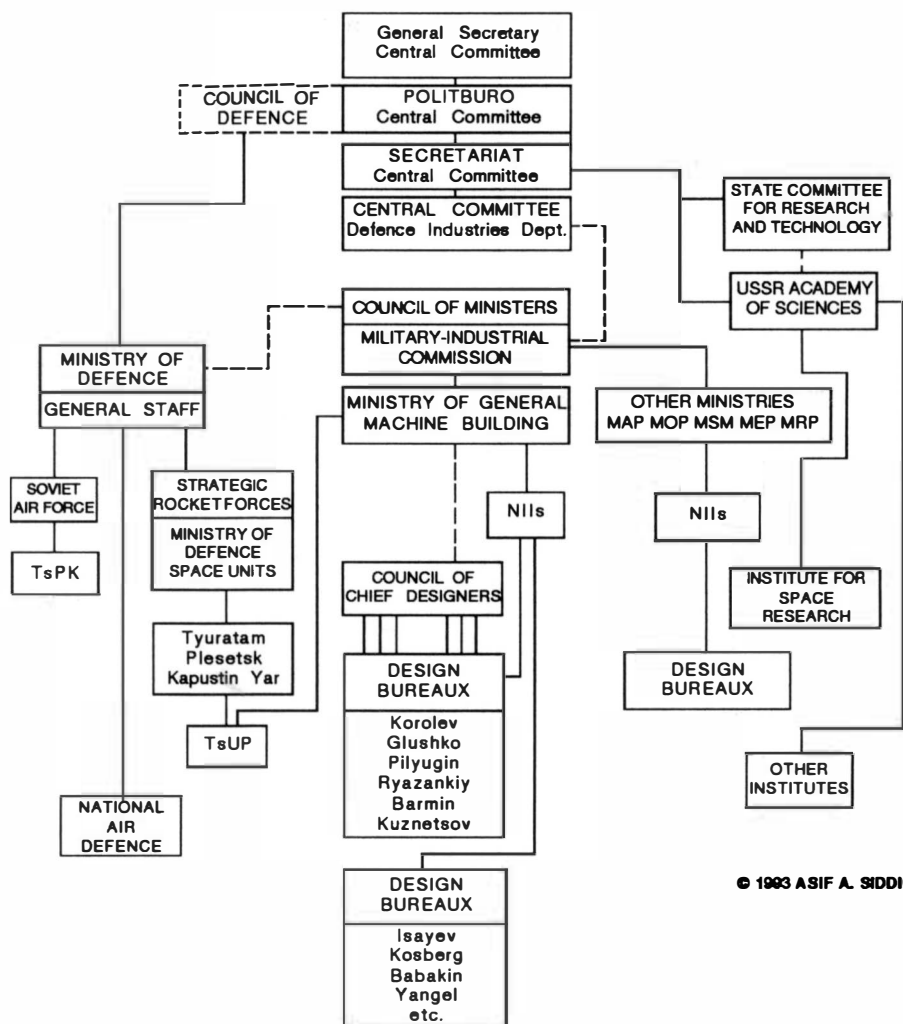 General Secretary
Central Committee
COUNCIL OF
DEFENCE
POLITBURO
Central Committee
SECRETARIAT
Central Committee
CENTRAL COMMITTEE
Defence Industries Dept.
STATE COMMITTEE
FOR RESEARCH
AND TECHNOLOGY
USSR ACADEMY
OF SCIENCES
COUNCIL OF MINISTERS
MILITARY-INDUSTRIAL
COMMISSION
MINISTRY OF
DEFENCE
GENERAL STAFF
MINISTRY OF GENERAL
MACHINE BUILDING
OTHER MINISTRIES
MAP MOP MSM MEP MRP
SOVIET
AIR FORCE
TsPK
STRATEGIC
ROCKET FORCES
MINISTRY OF
DEFENCE
SPACE UNITS
NIIs
NIIs
COUNCIL OF
CHIEF DESIGNERS
INSTITUTE FOR
SPACE
RESEARCH
Tyuratam
Plesetsk
Kapustin Yar
TsUP
DESIGN
BUREAUX
Korolev
Glushko
Pilyugin
Ryazankiy
Barmin
Kuznetsov
DESIGN
BUREAUX
OTHER
INSTITUTES
NATIONAL
AIR
DEFENCE
DESIGN
BUREAUX
Isayev
Kosberg
Babakin
Yangel
etc.
© 1993 ASIF A. SIDDI